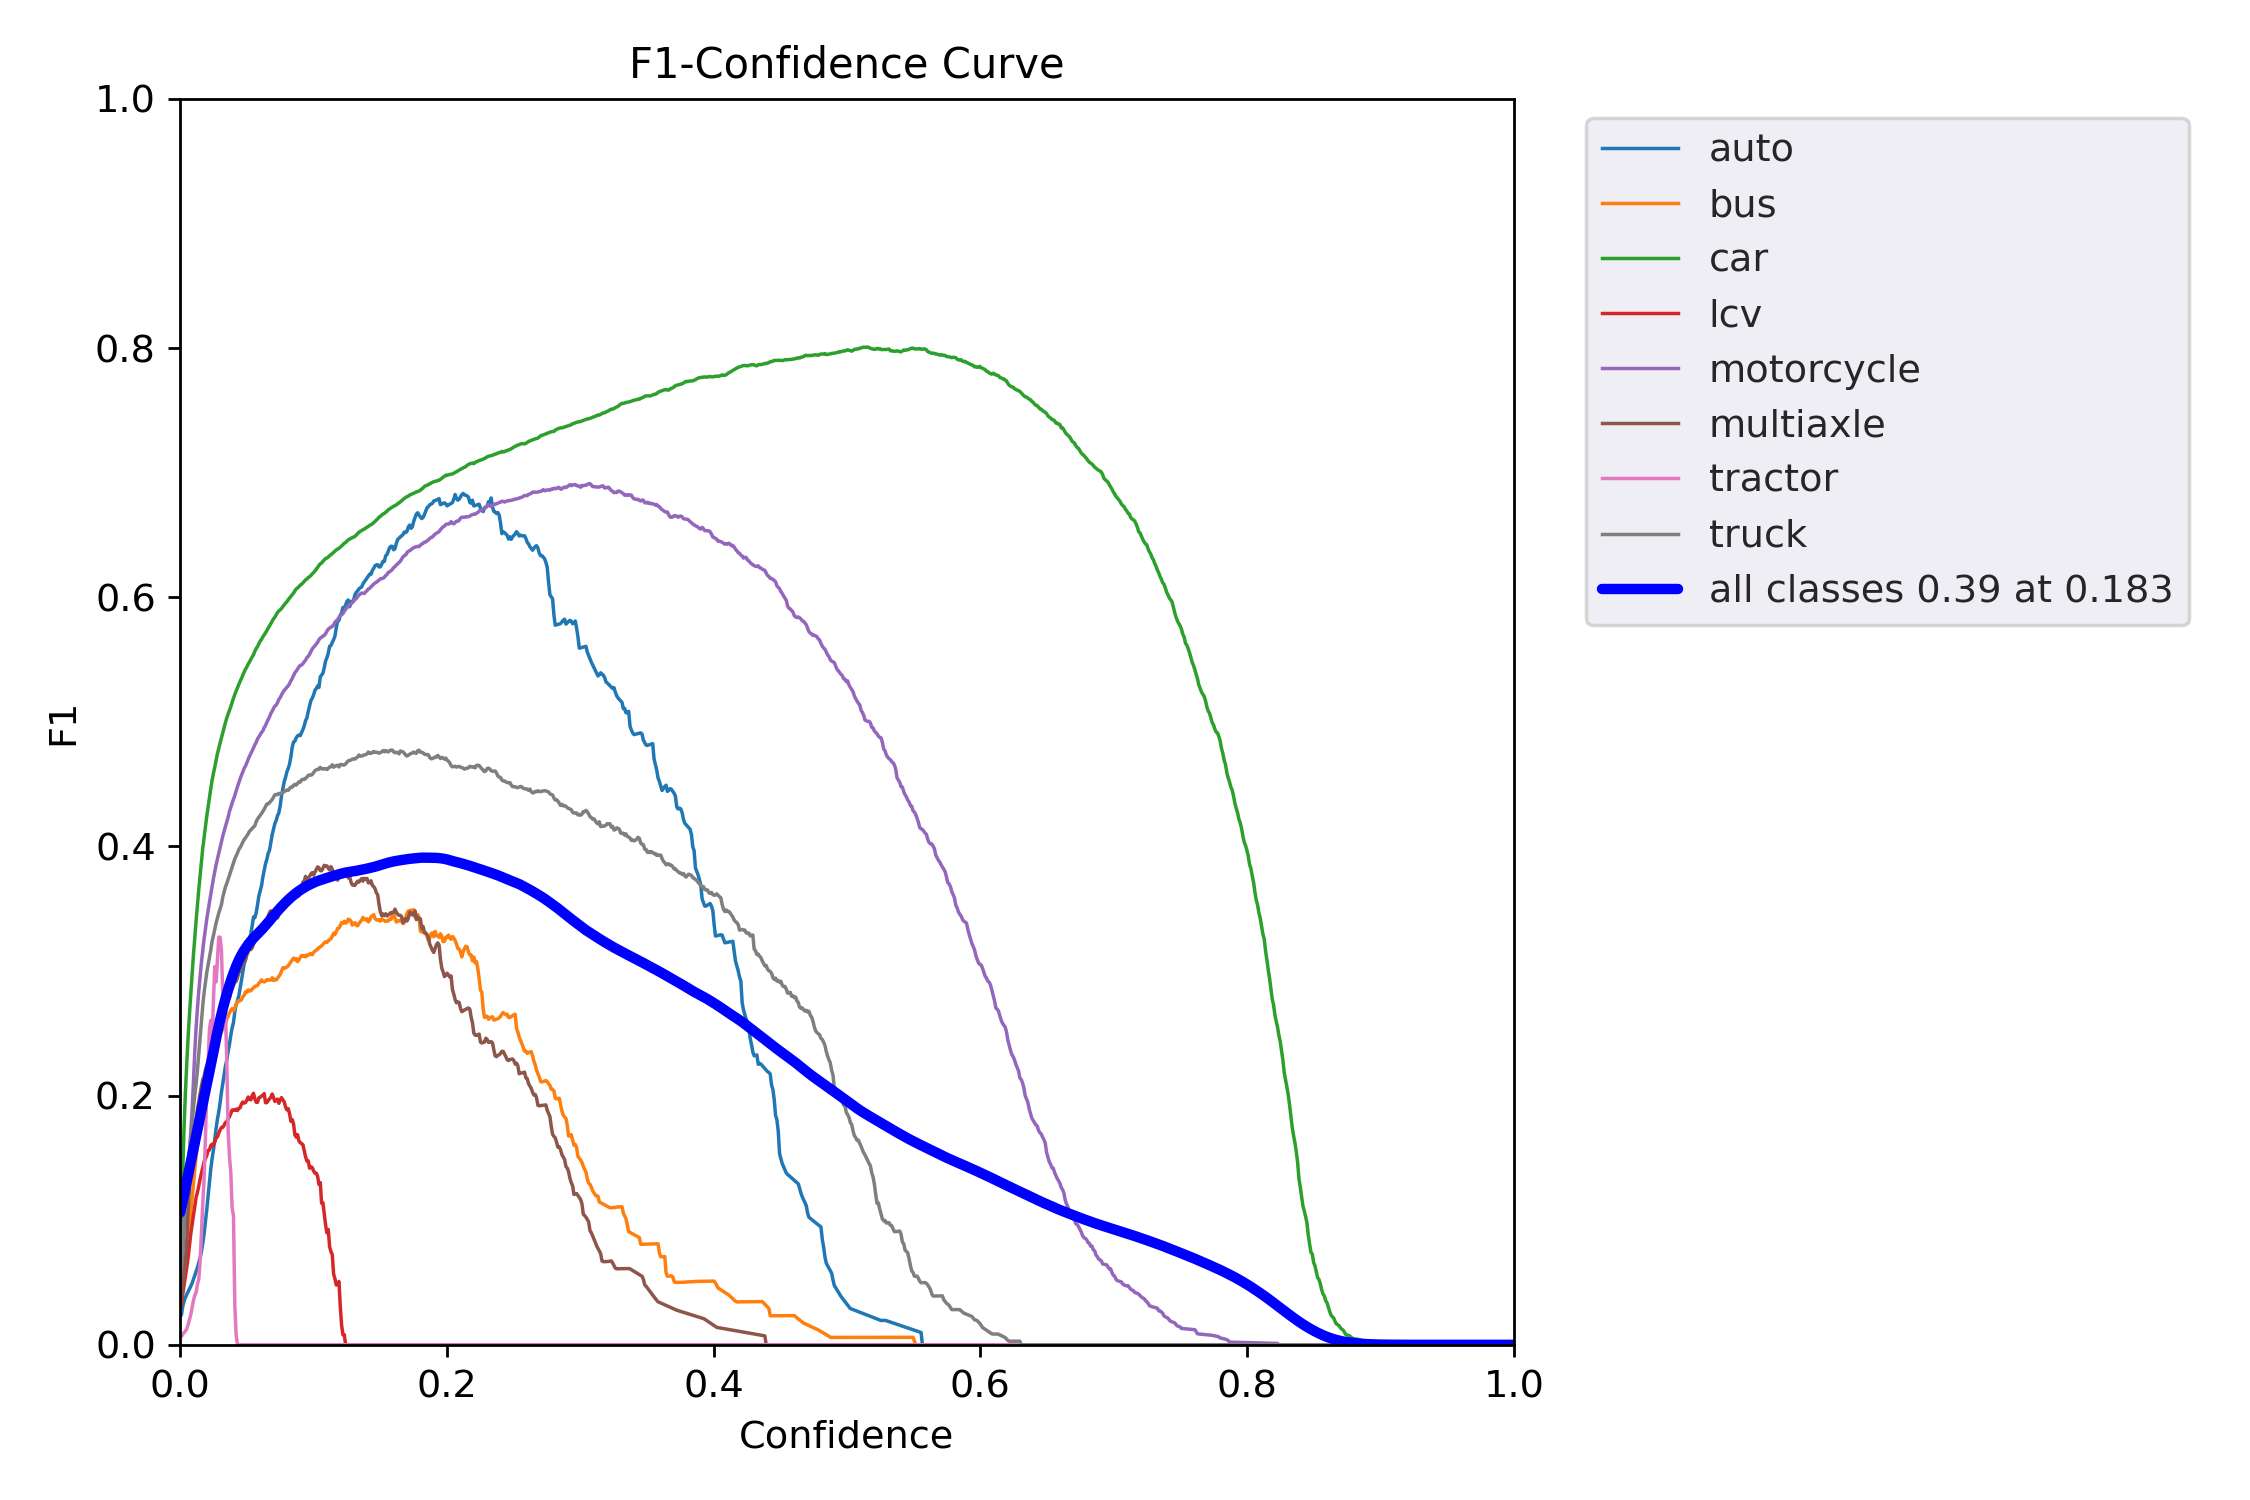 F1-Confidence Curve
1.0
0.8
0.6
0.4
0.2
0.0
F1
0.0 0.2 0.4 0.6 0.8 1.0
Confidence
auto
bus
car
lcv
motorcycle
multiaxle
tractor
truck
all classes 0.39 at 0.183